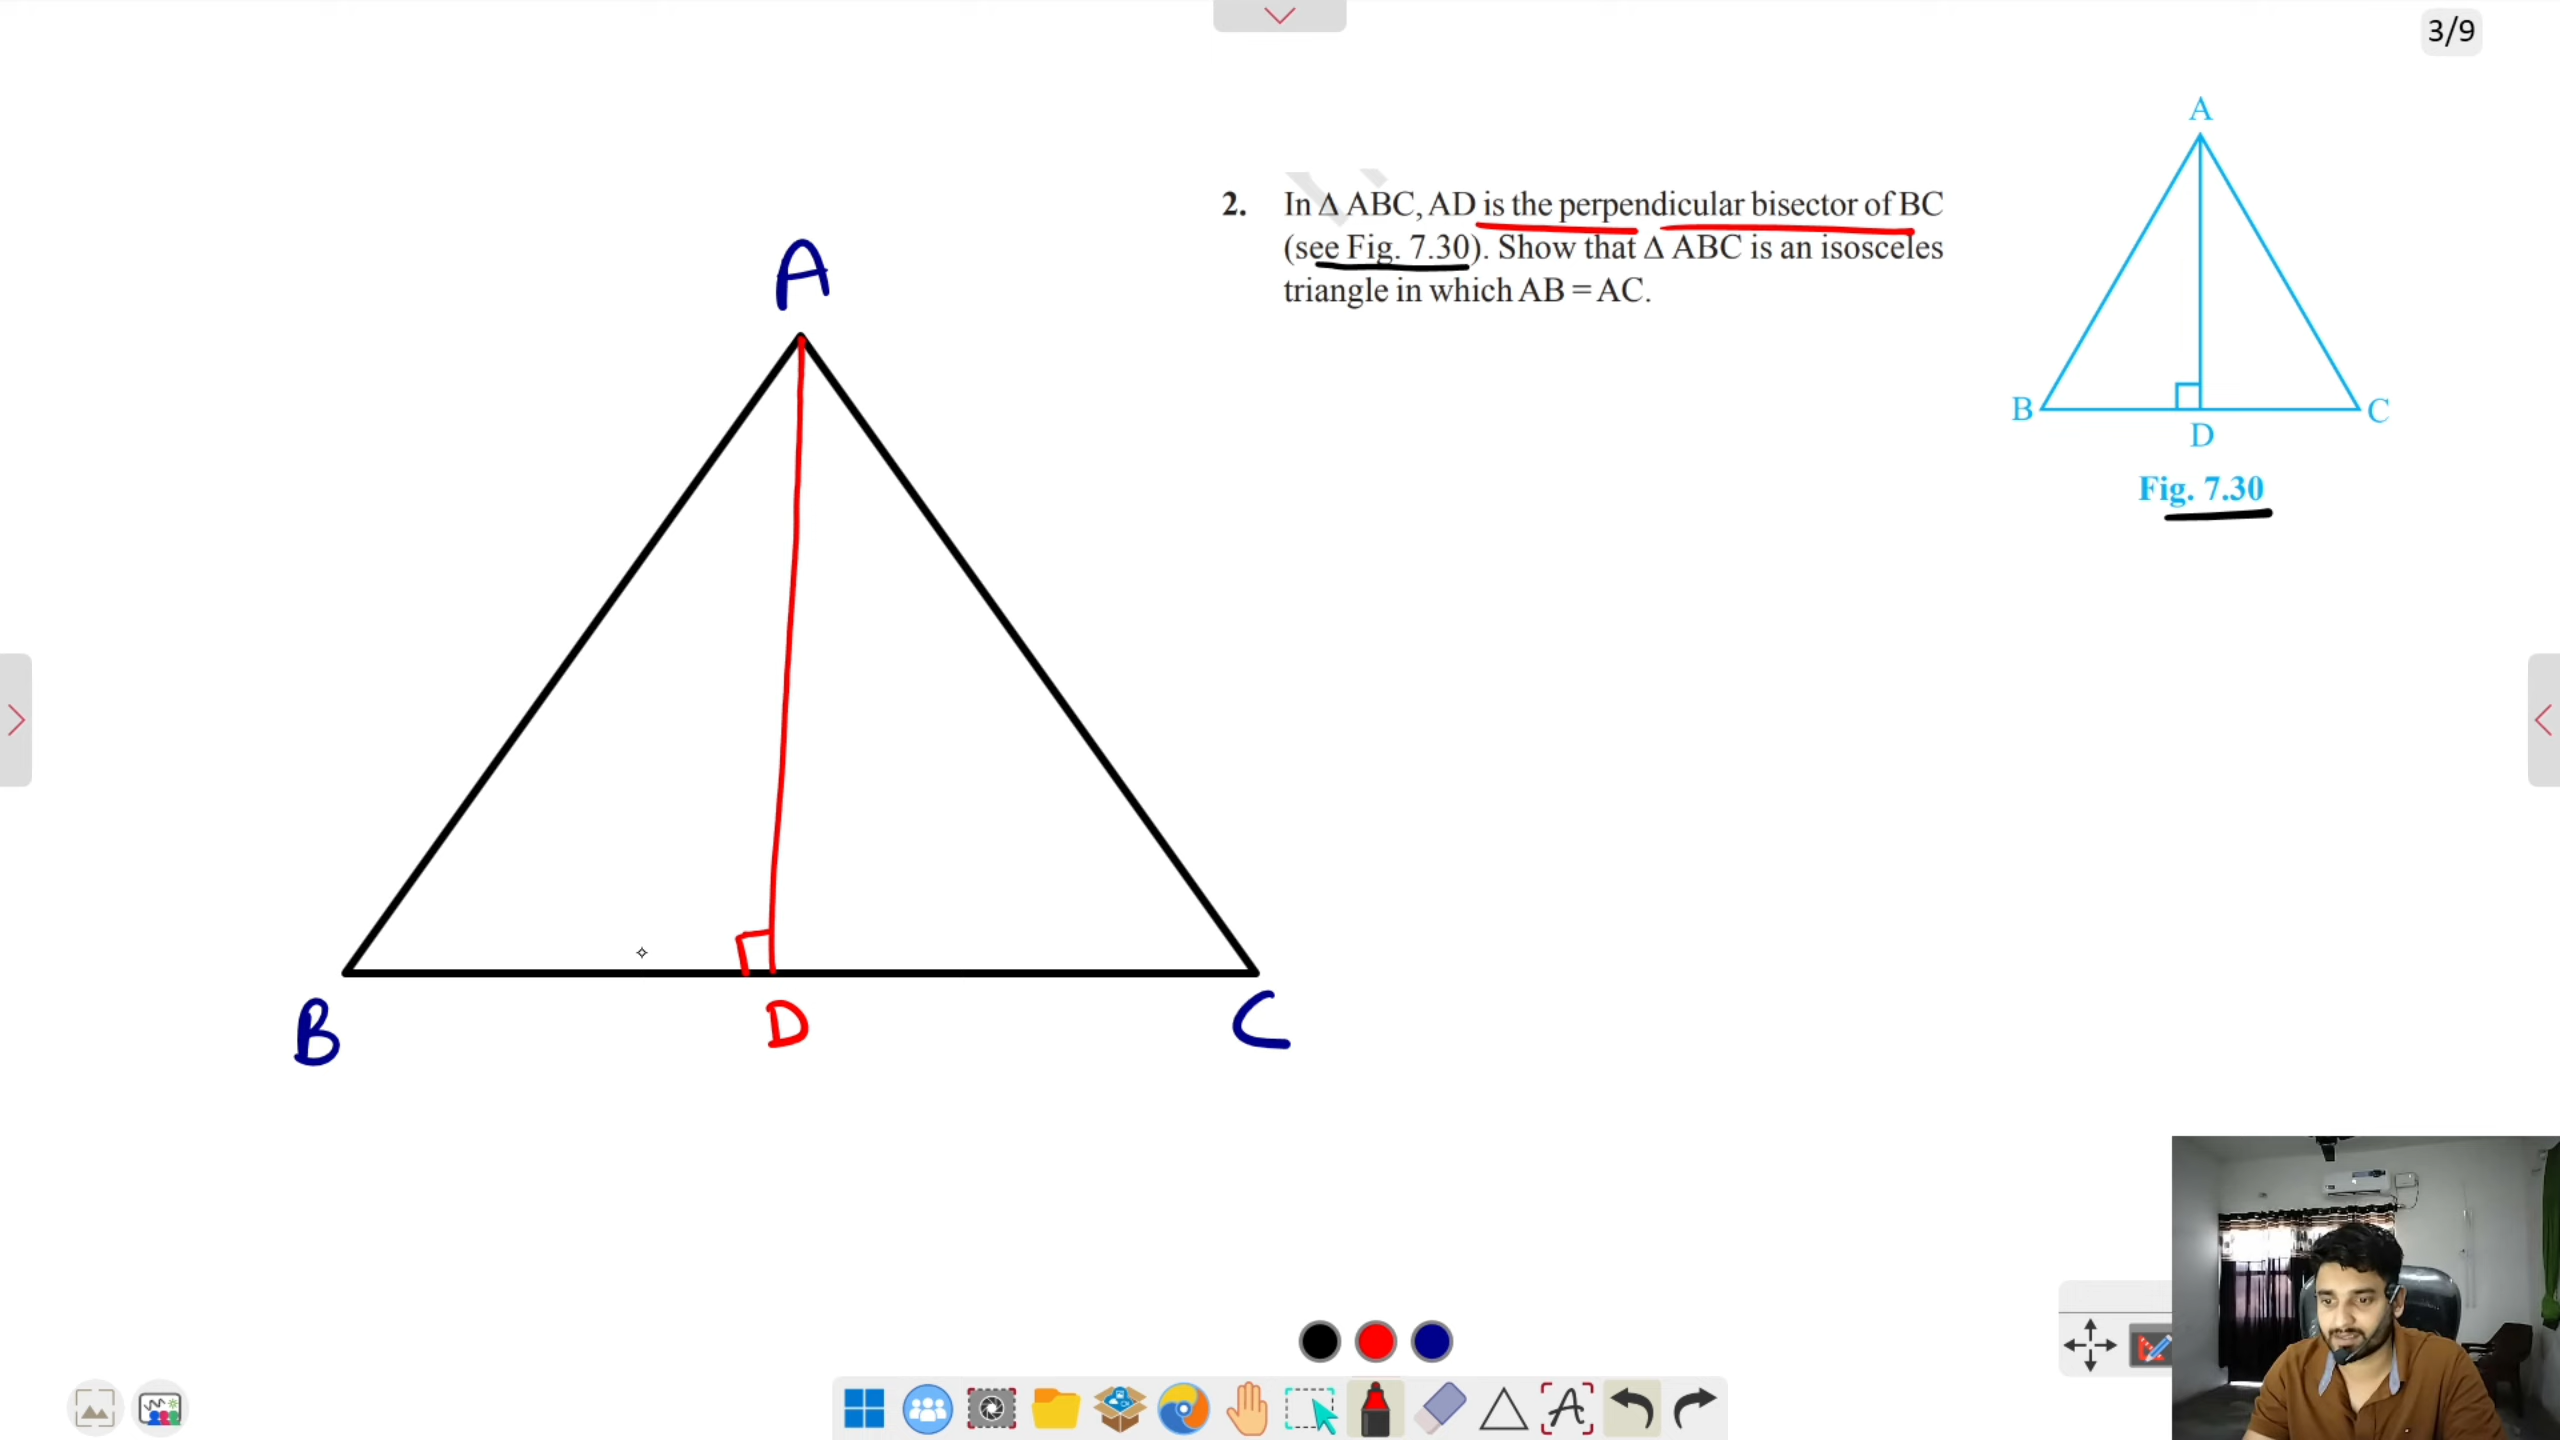 3/9
2. In Δ ABC, AD is the perpendicular bisector of BC
(see Fig. 7.30). Show that Δ ABC is an isosceles
triangle in which AB = AC.
A
B
C
D
Fig. 7.30
A
B
D
C